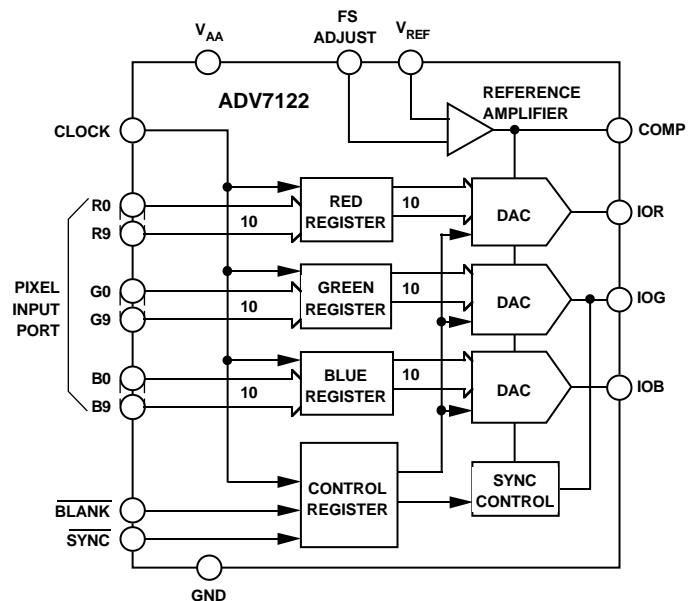 FS
ADJUST
V_AA
V_REF
ADV7122
REFERENCE
AMPLIFIER
CLOCK
COMP
R0
R9
10
RED
REGISTER
10
DAC
IOR
PIXEL
INPUT
PORT
G0
G9
10
GREEN
REGISTER
10
DAC
IOG
B0
B9
10
BLUE
REGISTER
10
DAC
IOB
CONTROL
REGISTER
SYNC
CONTROL
BLANK
SYNC
GND